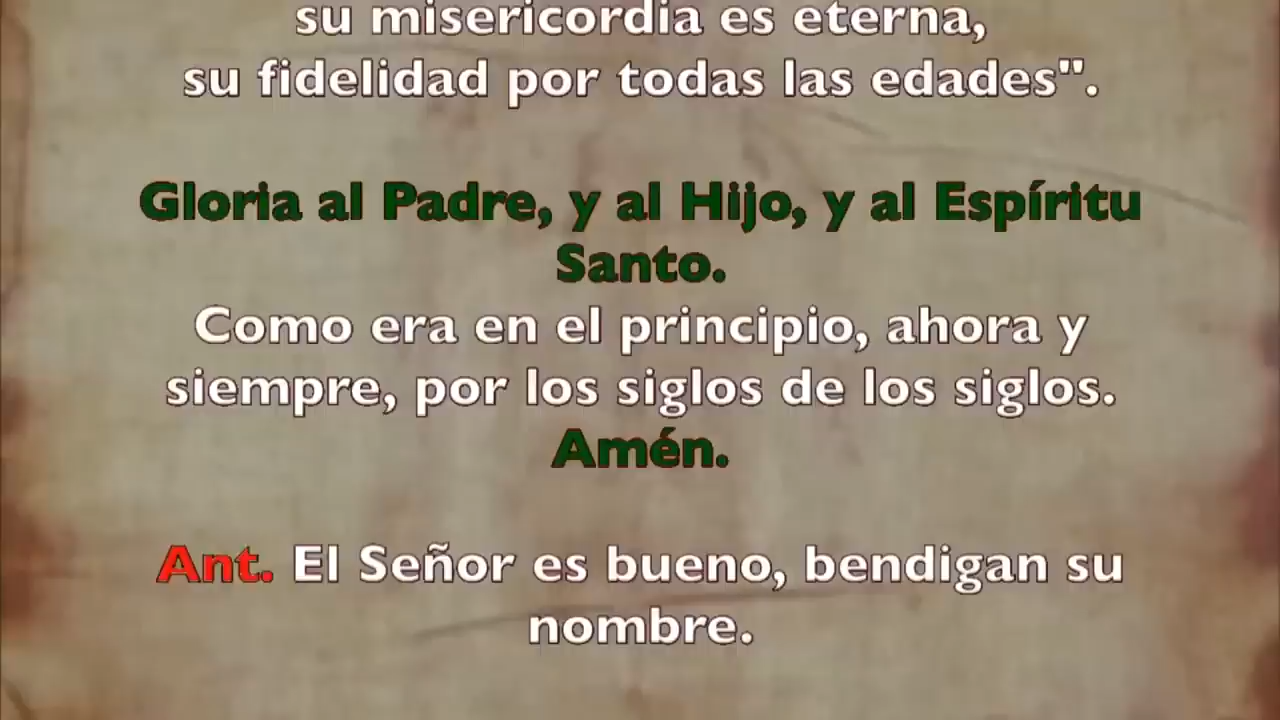 su misericordia es eterna,
su fidelidad por todas las edades".
Gloria al Padre, y al Hijo, y al Espíritu
Santo.
Como era en el principio, ahora y
siempre, por los siglos de los siglos.
Amén.
Ant. El Señor es bueno, bendigan su
nombre.